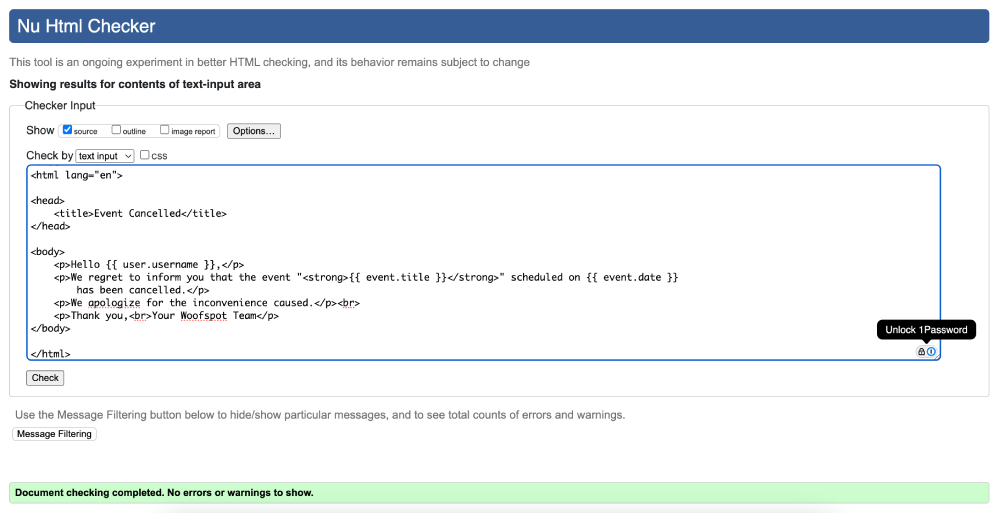 Nu Html Checker
This tool is an ongoing experiment in better HTML checking, and its behavior remains subject to change
Showing results for contents of text-input area
Checker Input
Show source outline image report Options...
Check by text input css
<html lang="en">
<head>
<title>Event Cancelled</title>
</head>
<body>
<p>Hello {{ user.username }},</p>
<p>We regret to inform you that the event "<strong>{{ event.title }}</strong>" scheduled on {{ event.date }}
has been cancelled.</p>
<p>We apologize for the inconvenience caused.</p><br>
<p>Thank you,<br>Your Woofspot Team</p>
</body>
Unlock 1Password
</html>
Check
Use the Message Filtering button below to hide/show particular messages, and to see total counts of errors and warnings.
Message Filtering
Document checking completed. No errors or warnings to show.